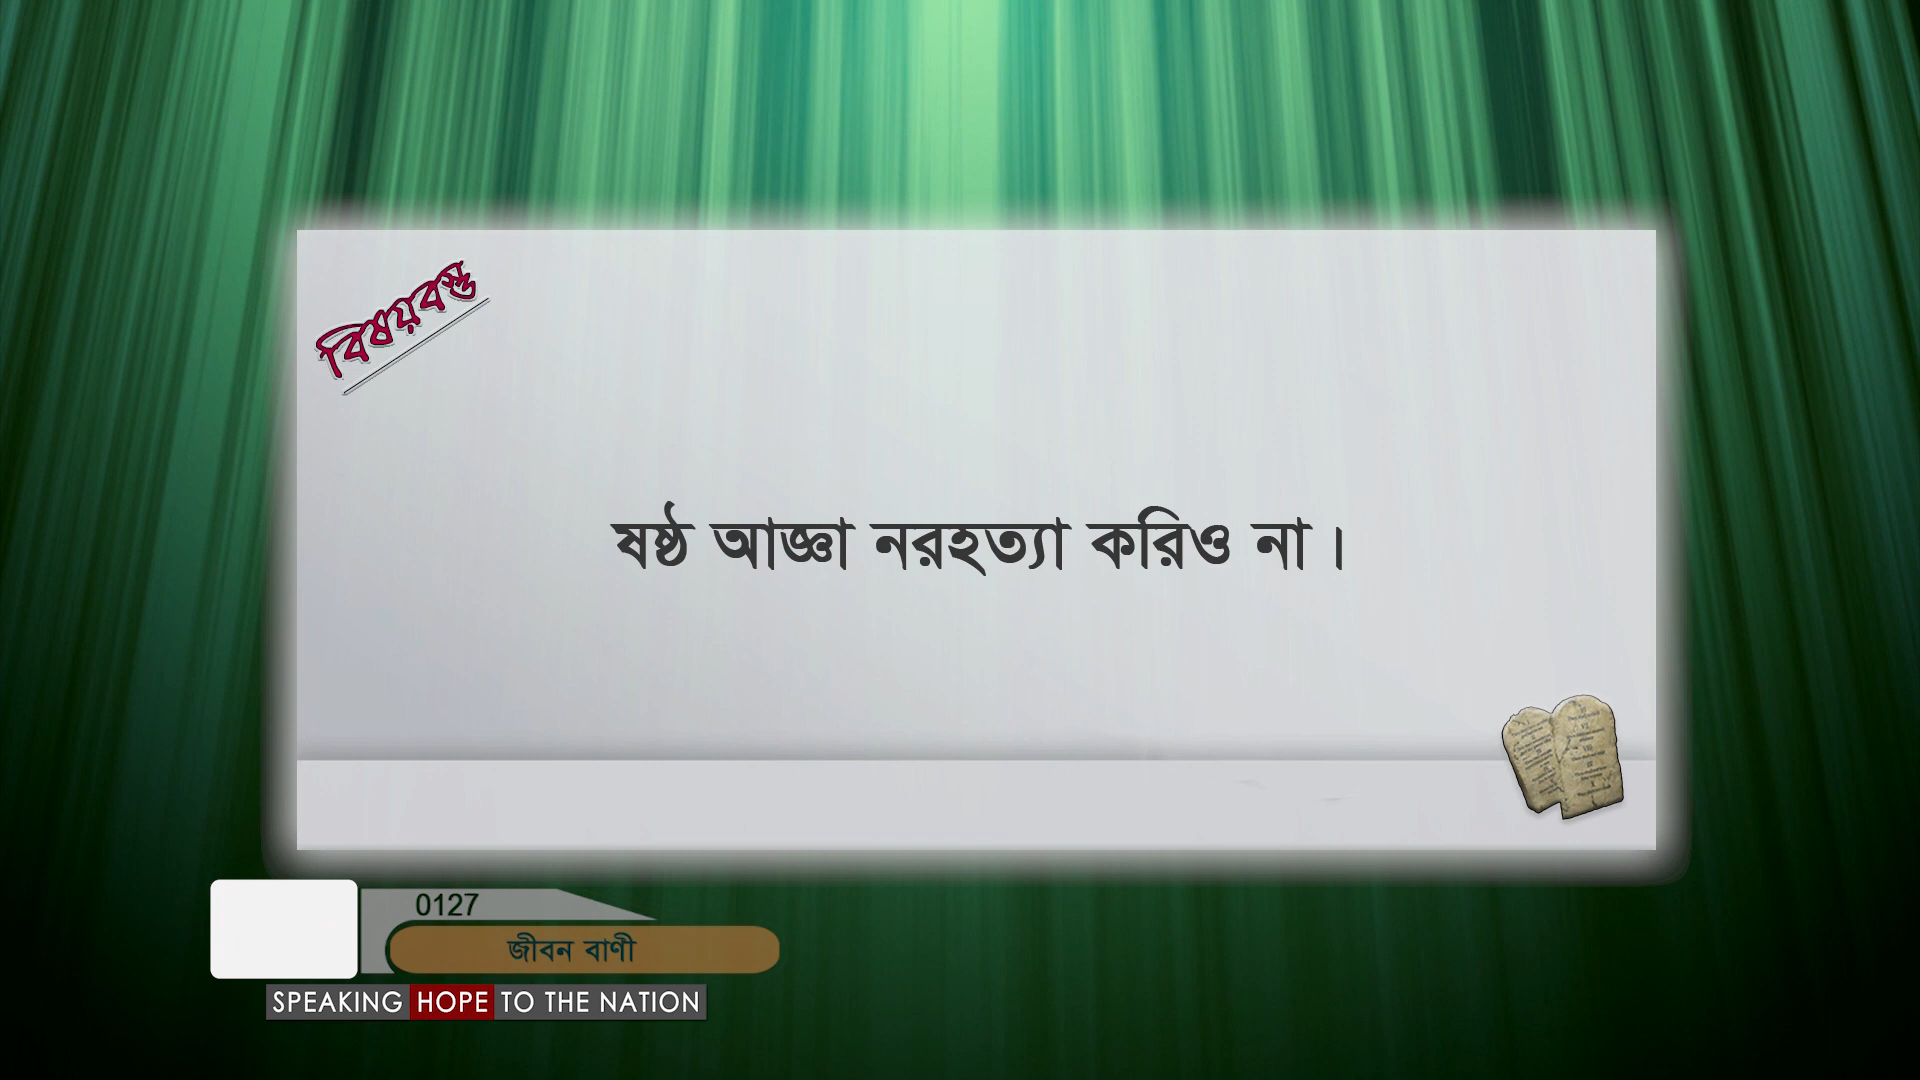 বিষয়বস্তু
ষষ্ঠ আজ্ঞা নরহত্যা করিও না।
0127
জীবন বাণী
SPEAKING HOPE TO THE NATION